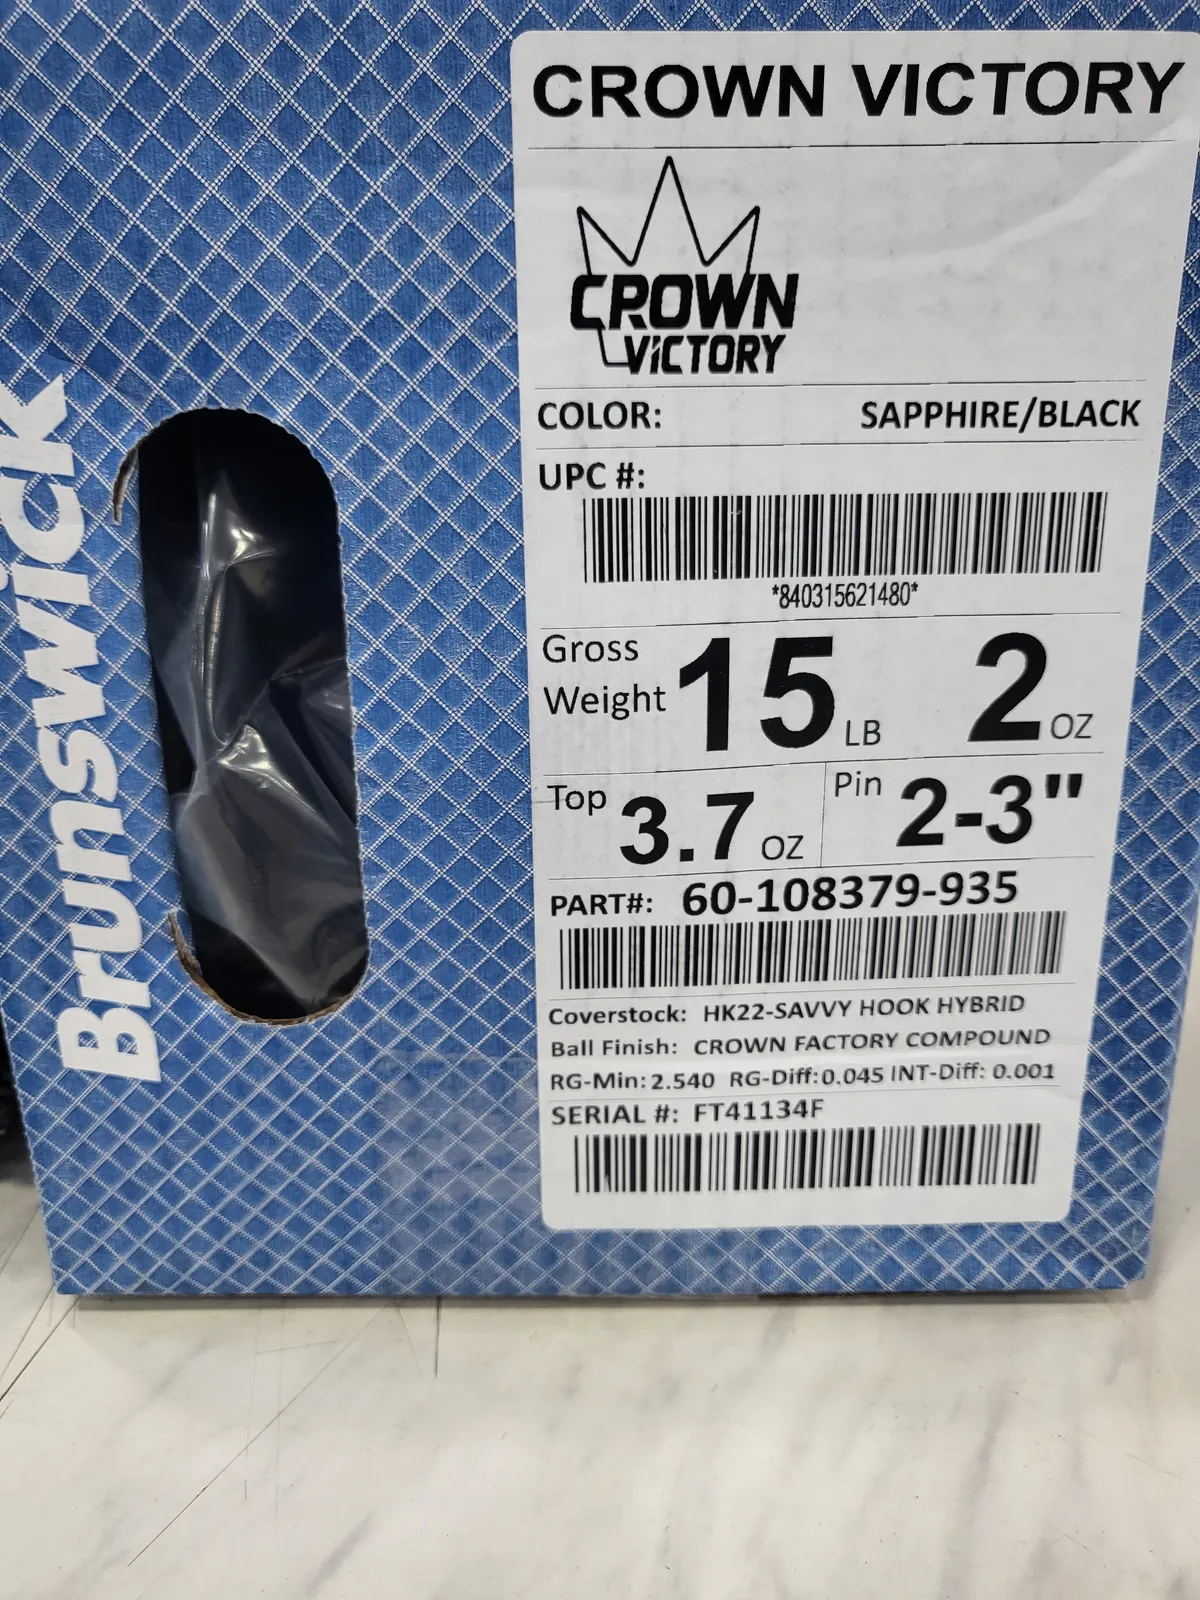 Brunswick
CROWN VICTORY
CROWN
ViCTORY
COLOR: SAPPHIRE/BLACK
UPC #:
*840315621480*
Gross Weight 15 LB 2 OZ
Top 3.7 OZ Pin 2-3"
PART#: 60-108379-935
Coverstock: HK22-SAVVY HOOK HYBRID
Ball Finish: CROWN FACTORY COMPOUND
RG-Min: 2.540 RG-Diff: 0.045 INT-Diff: 0.001
SERIAL #: FT41134F